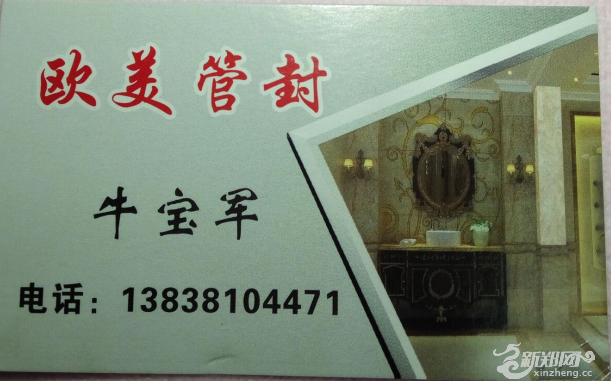 欧美管封
牛宝军
电话：13838104471
新郑网
xinzheng.cc